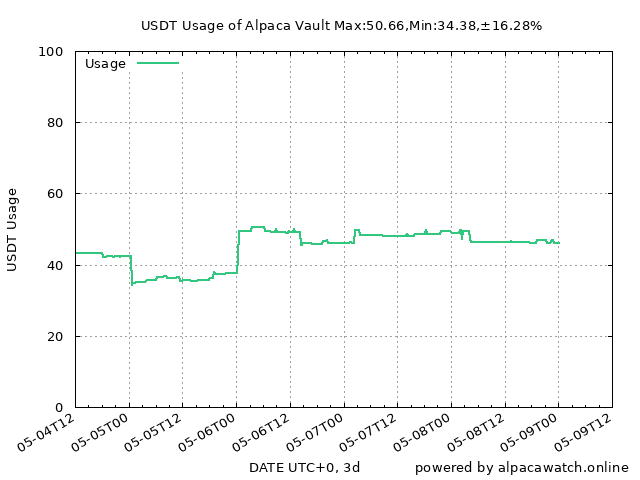 USDT Usage of Alpaca Vault Max:50.66,Min:34.38,±16.28%
Usage
100
80
60
40
20
0
USDT Usage
05-04T12
05-05T00
05-05T12
05-06T00
05-06T12
05-07T00
05-07T12
05-08T00
05-08T12
05-09T00
05-09T12
DATE UTC+0, 3d
powered by alpacawatch.online